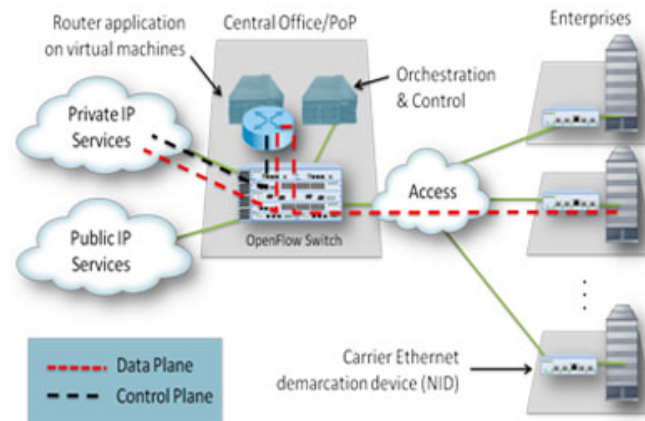 Router application
on virtual machines
Central Office/PoP
Enterprises
Orchestration
& Control
Private IP
Services
Access
Public IP
Services
OpenFlow Switch
Data Plane
Control Plane
Carrier Ethernet
demarcation device (NID)